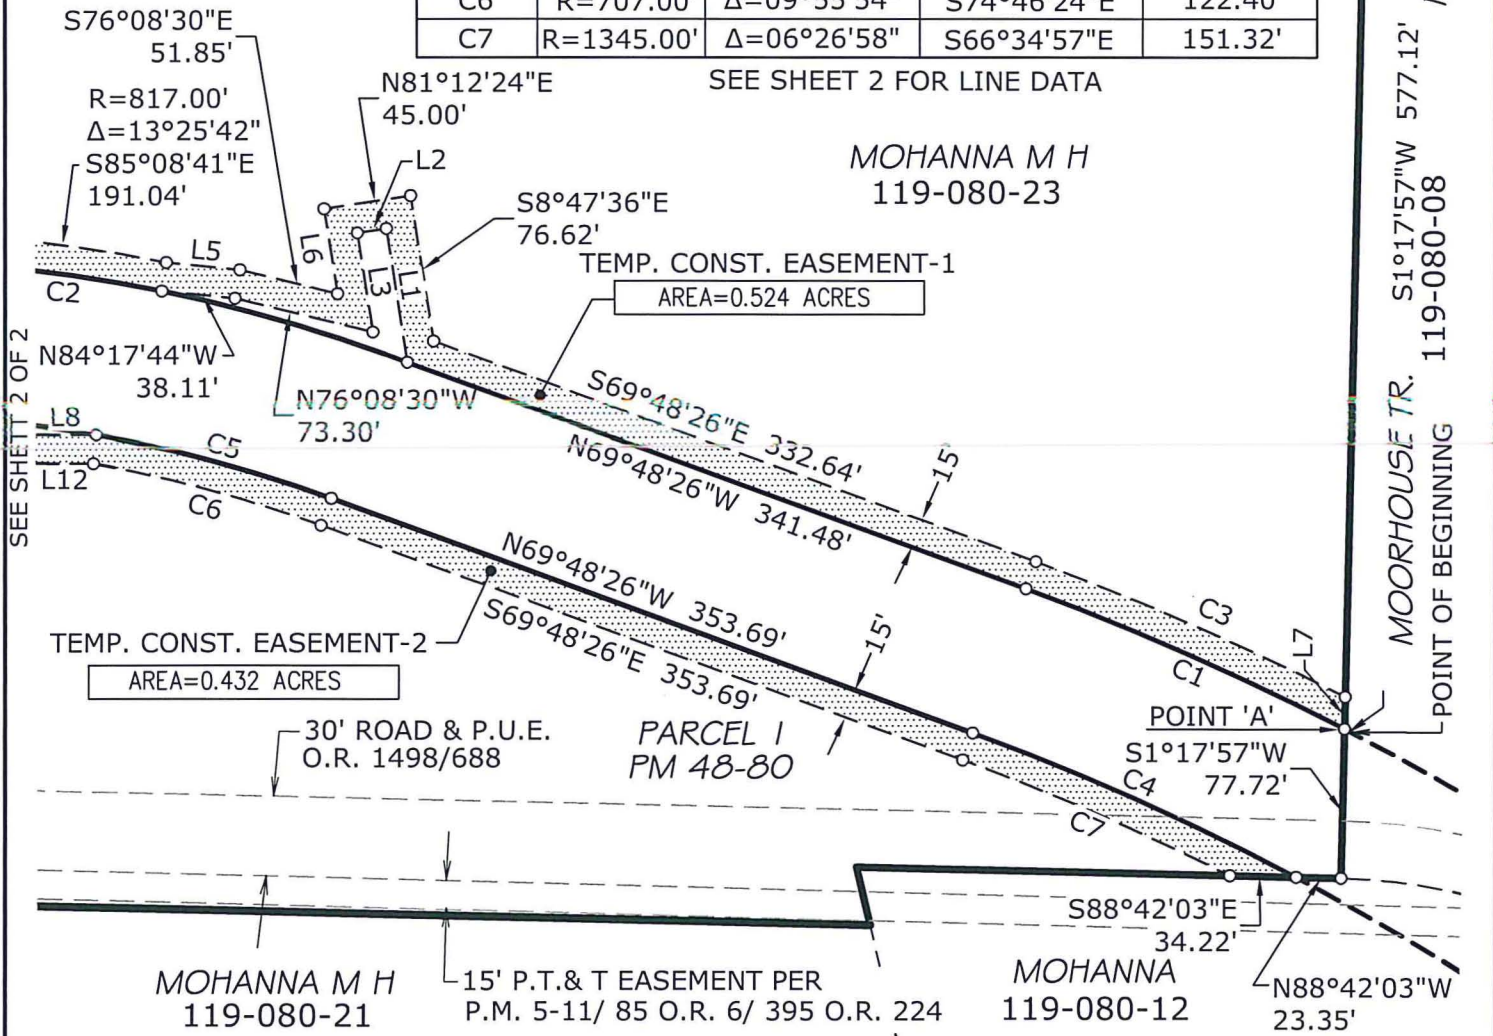 C6 R=707.00' Δ=09°55'54" S74°46'24"E 122.40'
C7 R=1345.00' Δ=06°26'58" S66°34'57"E 151.32'
SEE SHEET 2 FOR LINE DATA
S76°08'30"E
51.85'
R=817.00'
Δ=13°25'42"
S85°08'41"E
191.04'
N81°12'24"E
45.00'
L2
MOHANNA M H
119-080-23
S8°47'36"E
76.62'
TEMP. CONST. EASEMENT-1
AREA=0.524 ACRES
S1°17'57"W 577.12'
119-080-08
MOORHOUSE TR.
POINT OF BEGINNING
L5
L6
L3
L1
C2
SEE SHETT 2 OF 2
N84°17'44"W
38.11'
N76°08'30"W
73.30'
S69°48'26"E 332.64'
N69°48'26"W 341.48'
15'
L8
C5
L12
C6
C3
L7
C1
N69°48'26"W 353.69'
S69°48'26"E 353.69'
15'
TEMP. CONST. EASEMENT-2
AREA=0.432 ACRES
POINT 'A'
S1°17'57"W
77.72'
30' ROAD & P.U.E.
O.R. 1498/688
PARCEL 1
PM 48-80
C4
C7
S88°42'03"E
34.22'
N88°42'03"W
23.35'
MOHANNA M H
119-080-21
15' P.T.& T EASEMENT PER
P.M. 5-11/ 85 O.R. 6/ 395 O.R. 224
MOHANNA
119-080-12